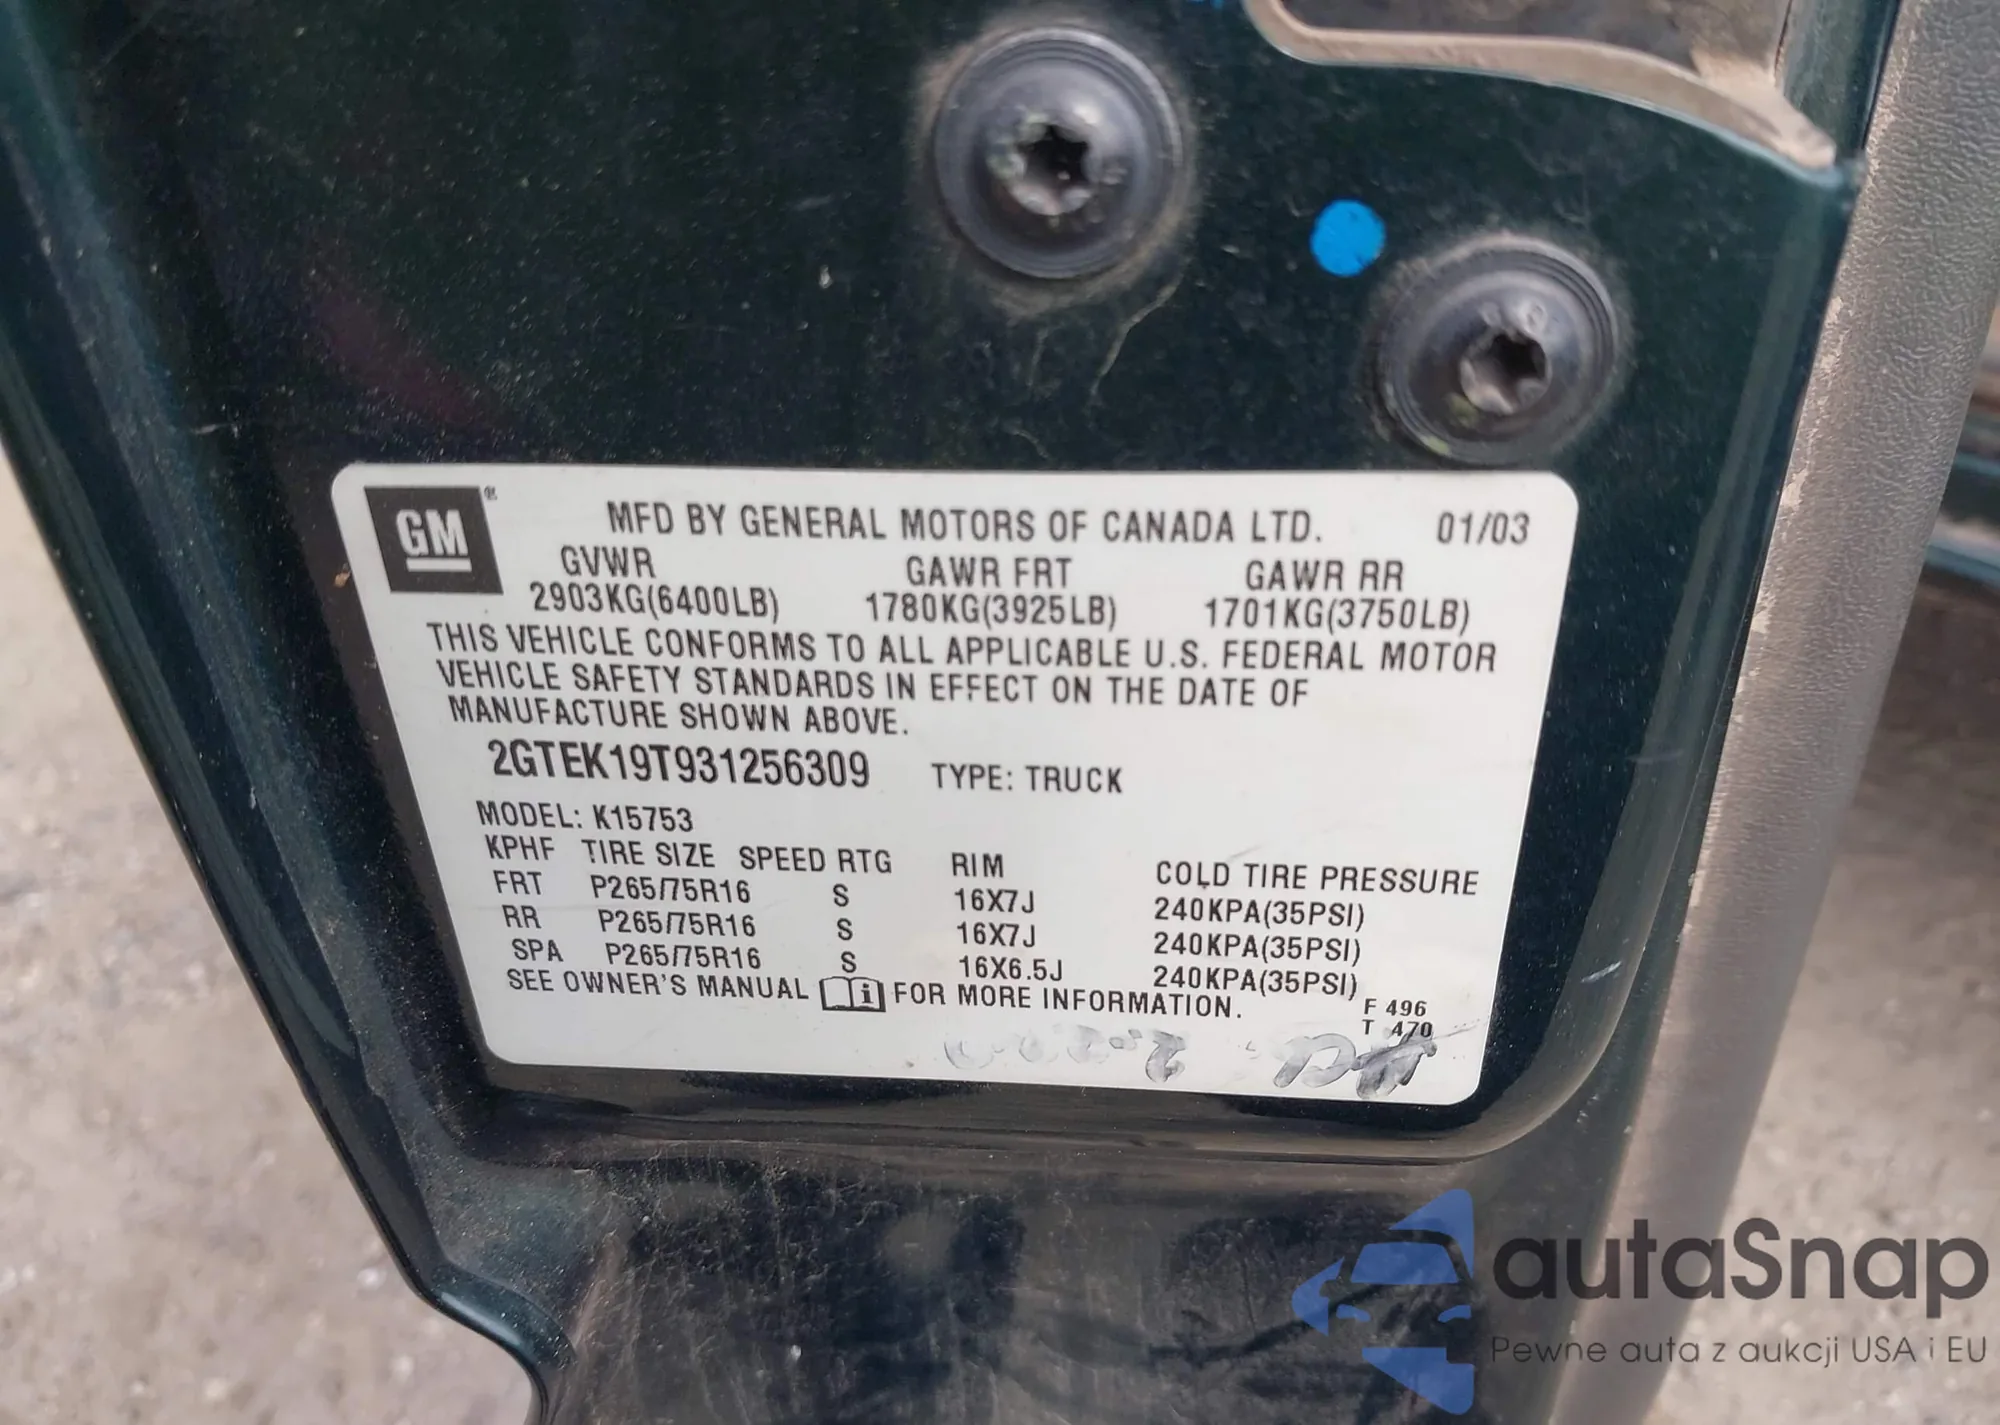 GM ®
MFD BY GENERAL MOTORS OF CANADA LTD. 01/03
GVWR GAWR FRT GAWR RR
2903KG(6400LB) 1780KG(3925LB) 1701KG(3750LB)
THIS VEHICLE CONFORMS TO ALL APPLICABLE U.S. FEDERAL MOTOR
VEHICLE SAFETY STANDARDS IN EFFECT ON THE DATE OF
MANUFACTURE SHOWN ABOVE.
2GTEK19T931256309 TYPE: TRUCK
MODEL: K15753
KPHF TIRE SIZE SPEED RTG RIM COLD TIRE PRESSURE
FRT P265/75R16 S 16X7J 240KPA(35PSI)
RR P265/75R16 S 16X7J 240KPA(35PSI)
SPA P265/75R16 S 16X6.5J 240KPA(35PSI)
SEE OWNER'S MANUAL i FOR MORE INFORMATION.
F 496
T 470
autaSnap
Pewne auta z aukcji USA i EU